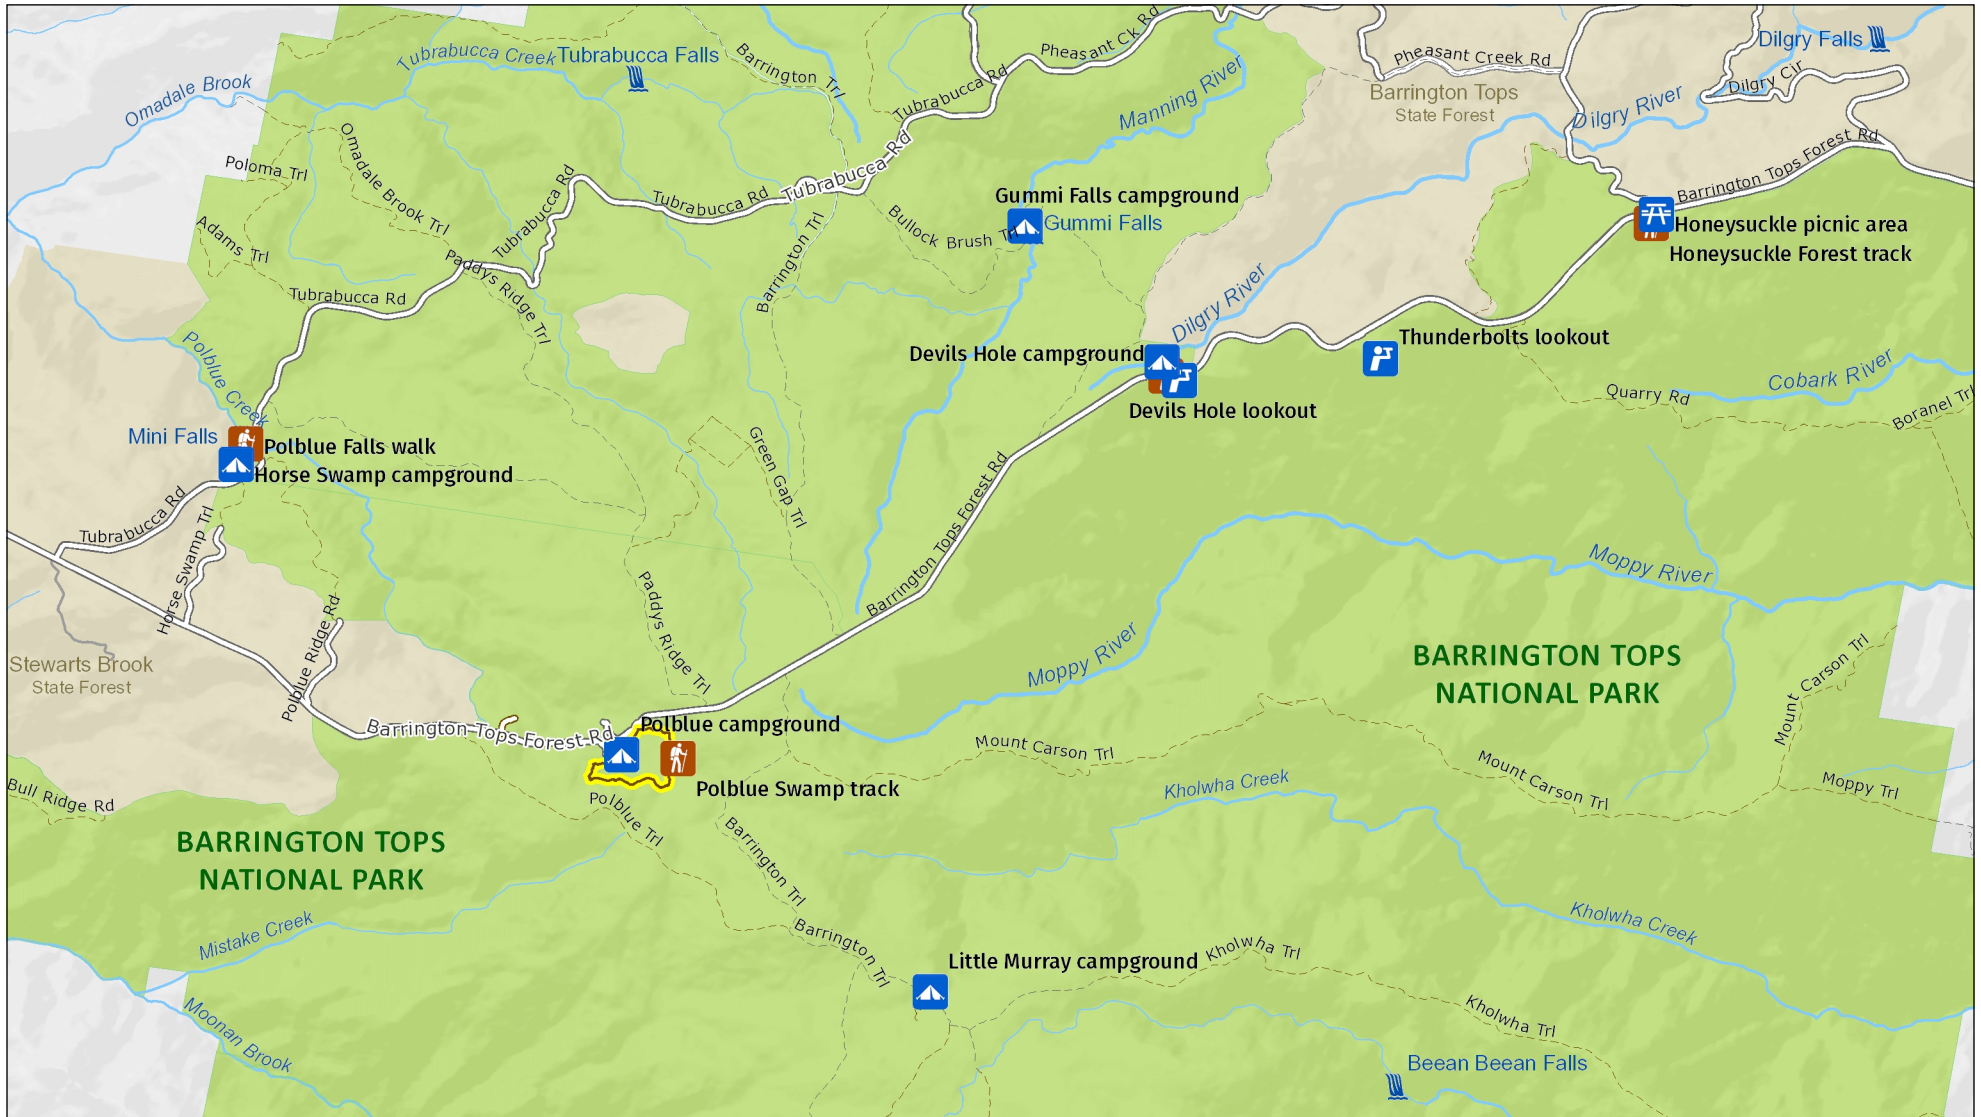 Tubrabucca Creek
Tubrabucca Falls
Barrington Trl
Pheasant Ck Rd
Tubrabucca Rd
Manning River
Pheasant Creek Rd
Barrington Tops
State Forest
Dilgry Falls
Dilgry Cir
Dilgry River
Omadale Brook
Poloma Trl
Omadale Brook Trl
Adams Trl
Tubrabucca Rd
Tubrabucca Rd
Tubrabucca Rd
Barrington Tops Forest Rd
Gummi Falls campground
Gummi Falls
Bullock Brush Trl
Honeysuckle picnic area
Honeysuckle Forest track
Barrington Trl
Paddys Ridge Trl
Tubrabucca Rd
Dilgry River
Polblue Creek
Thunderbolts lookout
Devils Hole campground
Devils Hole lookout
Cobark River
Quarry Rd
Boranel Trl
Mini Falls
Polblue Falls walk
Horse Swamp campground
Green Gap Trl
Tubrabucca Rd
Horse Swamp Trl
Barrington Tops Forest Rd
Moppy River
Paddys Ridge Trl
Polblue Ridge Rd
Stewarts Brook
State Forest
Moppy River
BARRINGTON TOPS
NATIONAL PARK
Mount Carson Trl
Barrington Tops Forest Rd
Polblue campground
Polblue Swamp track
Mount Carson Trl
Mount Carson Trl
Moppy Trl
Kholwha Creek
Bull Ridge Rd
Polblue Trl
Barrington Trl
BARRINGTON TOPS
NATIONAL PARK
Mistake Creek
Kholwha Creek
Barrington Trl
Little Murray campground
Kholwha Trl
Kholwha Trl
Moonan Brook
Beean Beean Falls